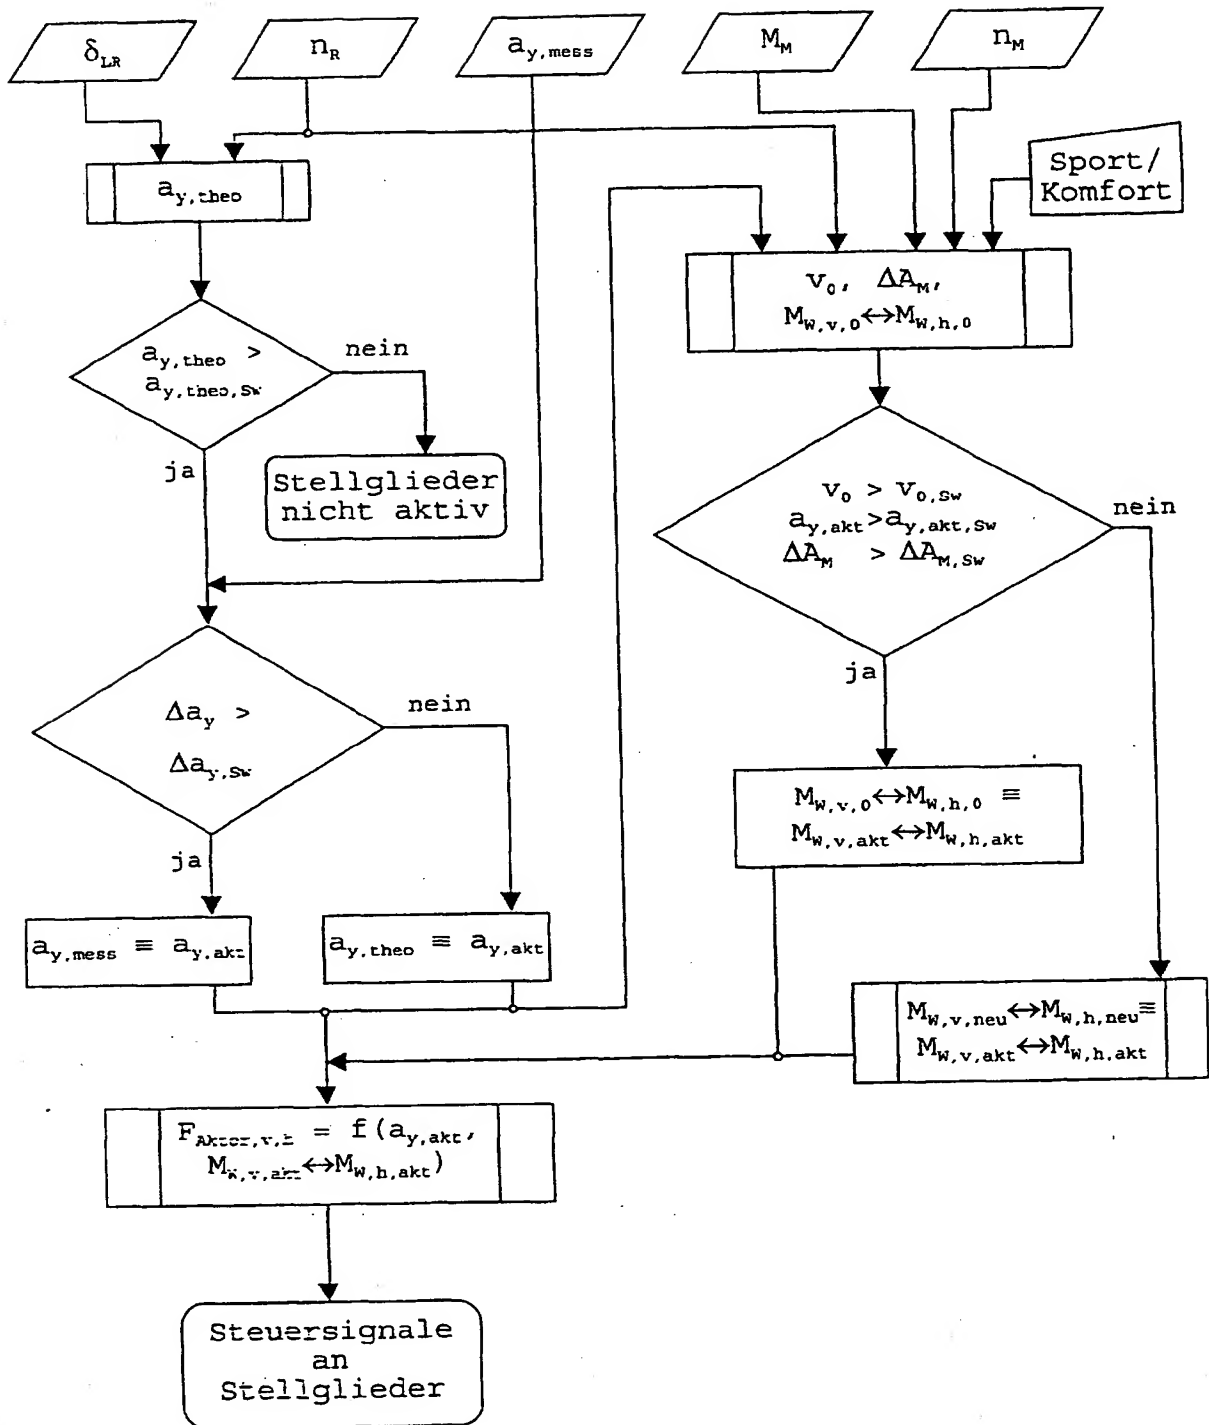 δLR
nR
ay,mess
MM
nM
Sport/
Komfort
ay,theo
v0, ΔAM,
MW,v,0↔MW,h,0
ay,theo >
ay,theo,Sw
nein
ja
Stellglieder
nicht aktiv
v0 > v0,Sw
ay,akt>ay,akt,Sw
ΔAM > ΔAM,Sw
nein
ja
Δay >
Δay,Sw
nein
ja
MW,v,0↔MW,h,0 ≡
MW,v,akt↔MW,h,akt
ay,mess ≡ ay,akt
ay,theo ≡ ay,akt
MW,v,neu↔MW,h,neu≡
MW,v,akt↔MW,h,akt
FAktor,v,h = f(ay,akt,
MW,v,akt↔MW,h,akt)
Steuersignale
an
Stellglieder